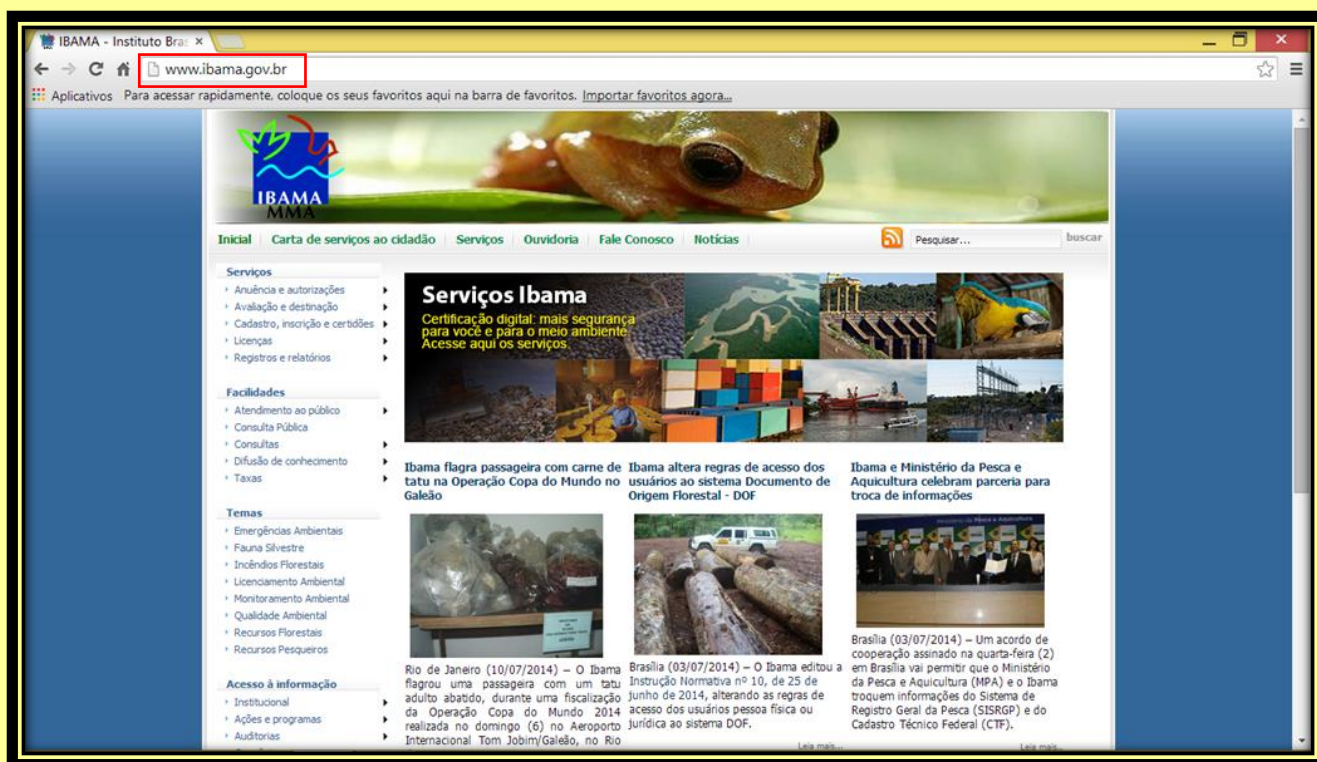 IBAMA - Instituto Bras
www.ibama.gov.br
Aplicativos Para acessar rapidamente, coloque os seus favoritos aqui na barra de favoritos. Importar favoritos agora...
IBAMA
MMA
Inicial Carta de serviços ao cidadão Serviços Ouvidoria Fale Conosco Notícias Pesquisar... buscar
Serviços
Anuência e autorizações
Avaliação e destinação
Cadastro, inscrição e certidões
Licenças
Registros e relatórios
Facilidades
Atendimento ao público
Consulta Pública
Consultas
Difusão de conhecimento
Taxas
Temas
Emergências Ambientais
Fauna Silvestre
Incêndios Florestais
Licenciamento Ambiental
Monitoramento Ambiental
Qualidade Ambiental
Recursos Florestais
Recursos Pesqueiros
Acesso à informação
Institucional
Ações e programas
Auditorias
Serviços Ibama
Certificação digital: mais segurança
para você e para o meio ambiente.
Acesse aqui os serviços.
Ibama flagra passageira com carne de
tatu na Operação Copa do Mundo no
Galeão
Rio de Janeiro (10/07/2014) – O Ibama
flagrou uma passageira com um tatu
adulto abatido, durante uma fiscalização
da Operação Copa do Mundo 2014
realizada no domingo (6) no Aeroporto
Internacional Tom Jobim/Galeão, no Rio
Ibama altera regras de acesso dos
usuários ao sistema Documento de
Origem Florestal - DOF
Brasília (03/07/2014) – O Ibama editou a
Instrução Normativa nº 10, de 25 de
junho de 2014, alterando as regras de
acesso dos usuários pessoa física ou
jurídica ao sistema DOF.
Leia mais...
Ibama e Ministério da Pesca e
Aquicultura celebram parceria para
troca de informações
Ministério da Pesca e Aquicultura
Brasília (03/07/2014) – Um acordo de
cooperação assinado na quarta-feira (2)
em Brasília vai permitir que o Ministério
da Pesca e Aquicultura (MPA) e o Ibama
troquem informações do Sistema de
Registro Geral da Pesca (SISRGP) e do
Cadastro Técnico Federal (CTF).
Leia mais...